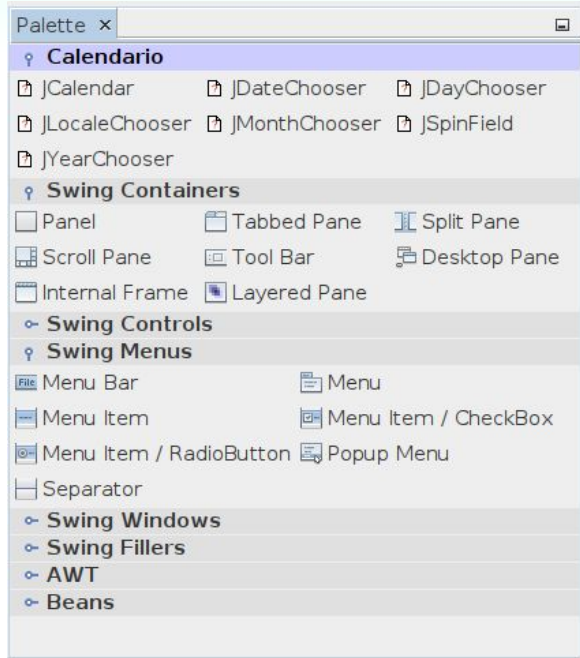 Palette ×
Calendario
JCalendar JDateChooser JDayChooser
JLocaleChooser JMonthChooser JSpinField
JYearChooser
Swing Containers
Panel Tabbed Pane Split Pane
Scroll Pane Tool Bar Desktop Pane
Internal Frame Layered Pane
Swing Controls
Swing Menus
File Menu Bar Menu
Menu Item Menu Item / CheckBox
Menu Item / RadioButton Popup Menu
Separator
Swing Windows
Swing Fillers
AWT
Beans